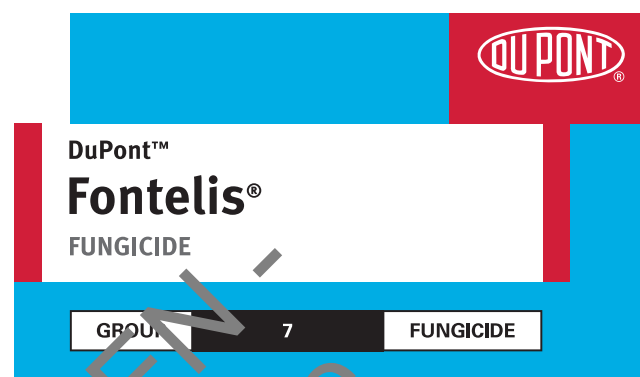 DU PONT®
DuPont™
Fontelis®
FUNGICIDE
7 FUNGICIDE